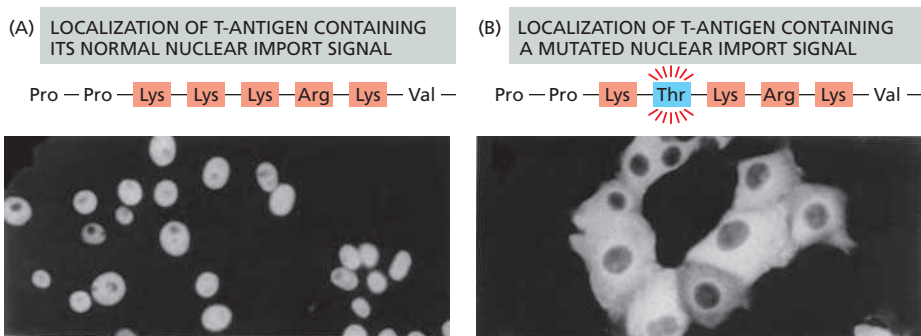 (A) LOCALIZATION OF T-ANTIGEN CONTAINING
ITS NORMAL NUCLEAR IMPORT SIGNAL
Pro — Pro — Lys — Lys — Lys — Arg — Lys — Val —
(B) LOCALIZATION OF T-ANTIGEN CONTAINING
A MUTATED NUCLEAR IMPORT SIGNAL
Pro — Pro — Lys — Thr — Lys — Arg — Lys — Val —